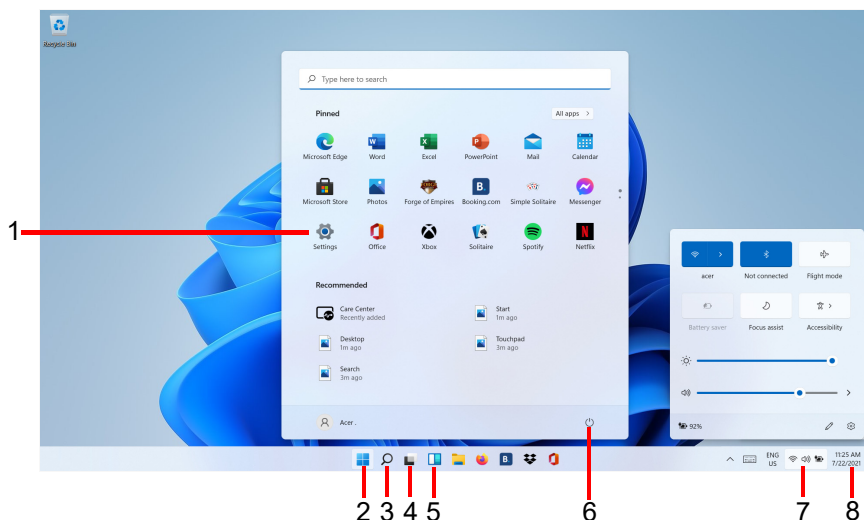 Recycle Bin
Type here to search
Pinned
All apps >
Microsoft Edge Word Excel PowerPoint Mail Calendar
Microsoft Store Photos Forge of Empires Booking.com Simple Solitaire Messenger
1
Settings Office Xbox Solitaire Spotify Netflix
Recommended
Care Center
Recently added
Start
1m ago
Desktop
1m ago
Touchpad
3m ago
Search
3m ago
Acer .
acer Not connected Flight mode
Battery saver Focus assist Accessibility
92%
ENG
US
11:25 AM
7/22/2021
2 3 4 5 6 7 8